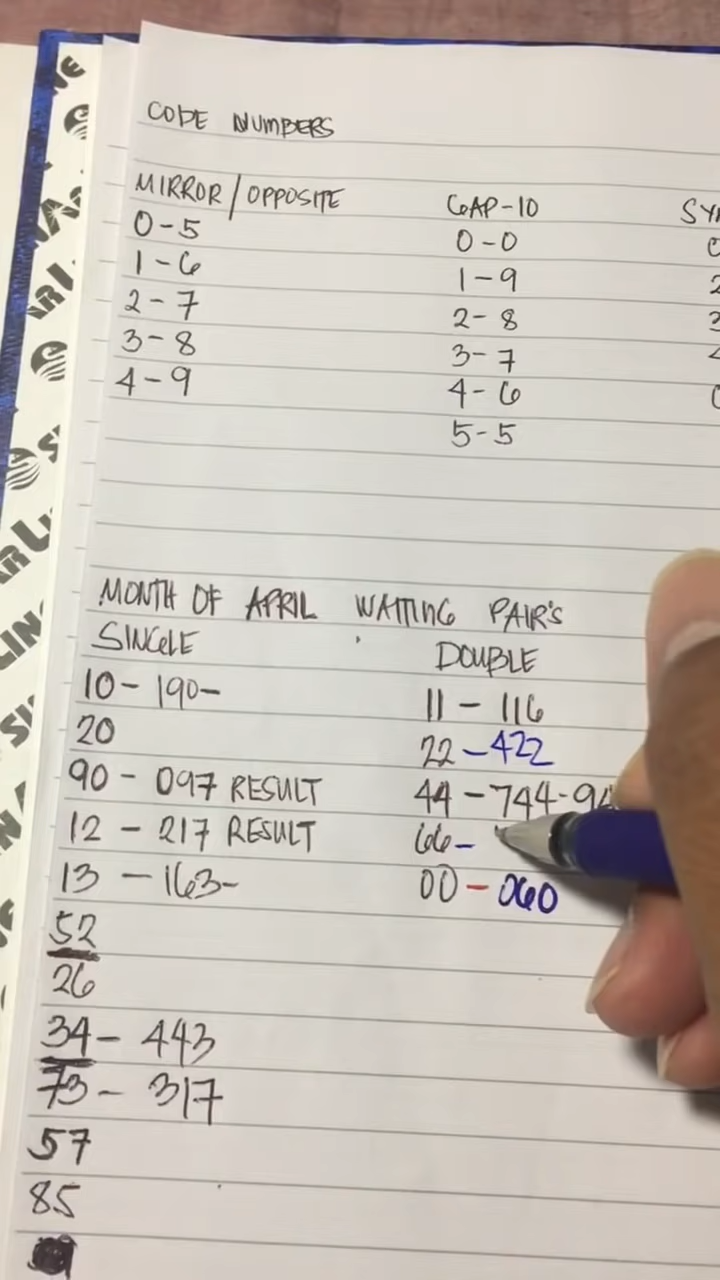 CODE NUMBERS
MIRROR/OPPOSITE GAP-10
0-5 0-0
1-6 1-9
2-7 2-8
3-8 3-7
4-9 4-6
5-5
MONTH OF APRIL WAITING PAIR'S
SINGLE DOUBLE
10 - 190- 11 - 116
20 22 - 422
90 - 097 RESULT 44 - 744-
12 - 217 RESULT 66-
13 - 163- 00 - 060
52
26
34 - 443
73 - 317
57
85